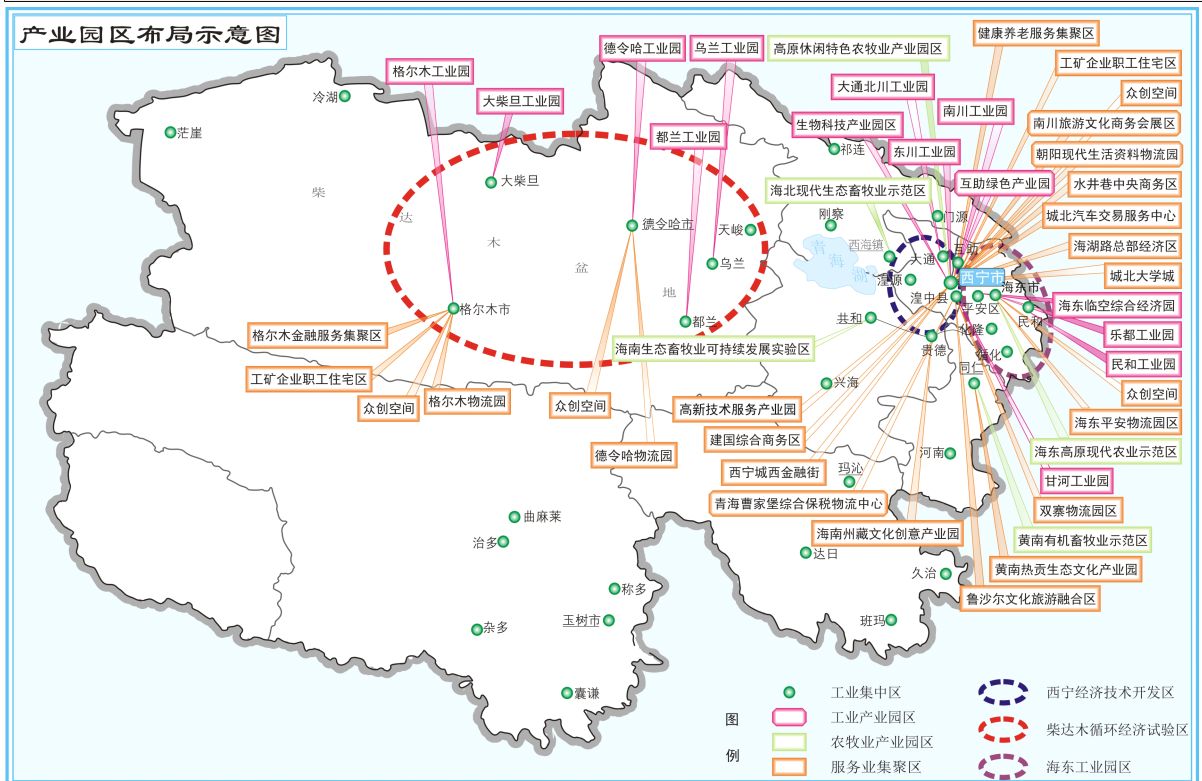 产业园区布局示意图
健康养老服务集聚区
德令哈工业园
乌兰工业园
高原休闲特色农牧业产业园区
工矿企业职工住宅区
格尔木工业园
大通北川工业园
众创空间
冷湖
大柴旦工业园
南川工业园
茫崖
都兰工业园
生物科技产业园区
南川旅游文化商务会展区
祁连
东川工业园
朝阳现代生活资料物流园
大柴旦
柴
达
木
盆
地
海北现代生态畜牧业示范区
互助绿色产业园
水井巷中央商务区
刚察
门源
城北汽车交易服务中心
德令哈市
天峻
青
海
湖
西海镇
大通
互助
海湖路总部经济区
乌兰
湟源
西宁市
城北大学城
湟中县
海东市
平安区
格尔木市
都兰
共和
民和
海东临空综合经济园
格尔木金融服务集聚区
海南生态畜牧业可持续发展实验区
贵德
化隆
循化
乐都工业园
同仁
民和工业园
工矿企业职工住宅区
兴海
众创空间
众创空间
格尔木物流园
众创空间
高新技术服务产业园
海东平安物流园区
建国综合商务区
德令哈物流园
河南
海东高原现代农业示范区
西宁城西金融街
玛沁
甘河工业园
青海曹家堡综合保税物流中心
双寨物流园区
曲麻莱
海南州藏文化创意产业园
黄南有机畜牧业示范区
治多
达日
黄南热贡生态文化产业园
久治
称多
鲁沙尔文化旅游融合区
玉树市
杂多
班玛
囊谦
图
例
工业集中区
工业产业园区
农牧业产业园区
服务业集聚区
西宁经济技术开发区
柴达木循环经济试验区
海东工业园区